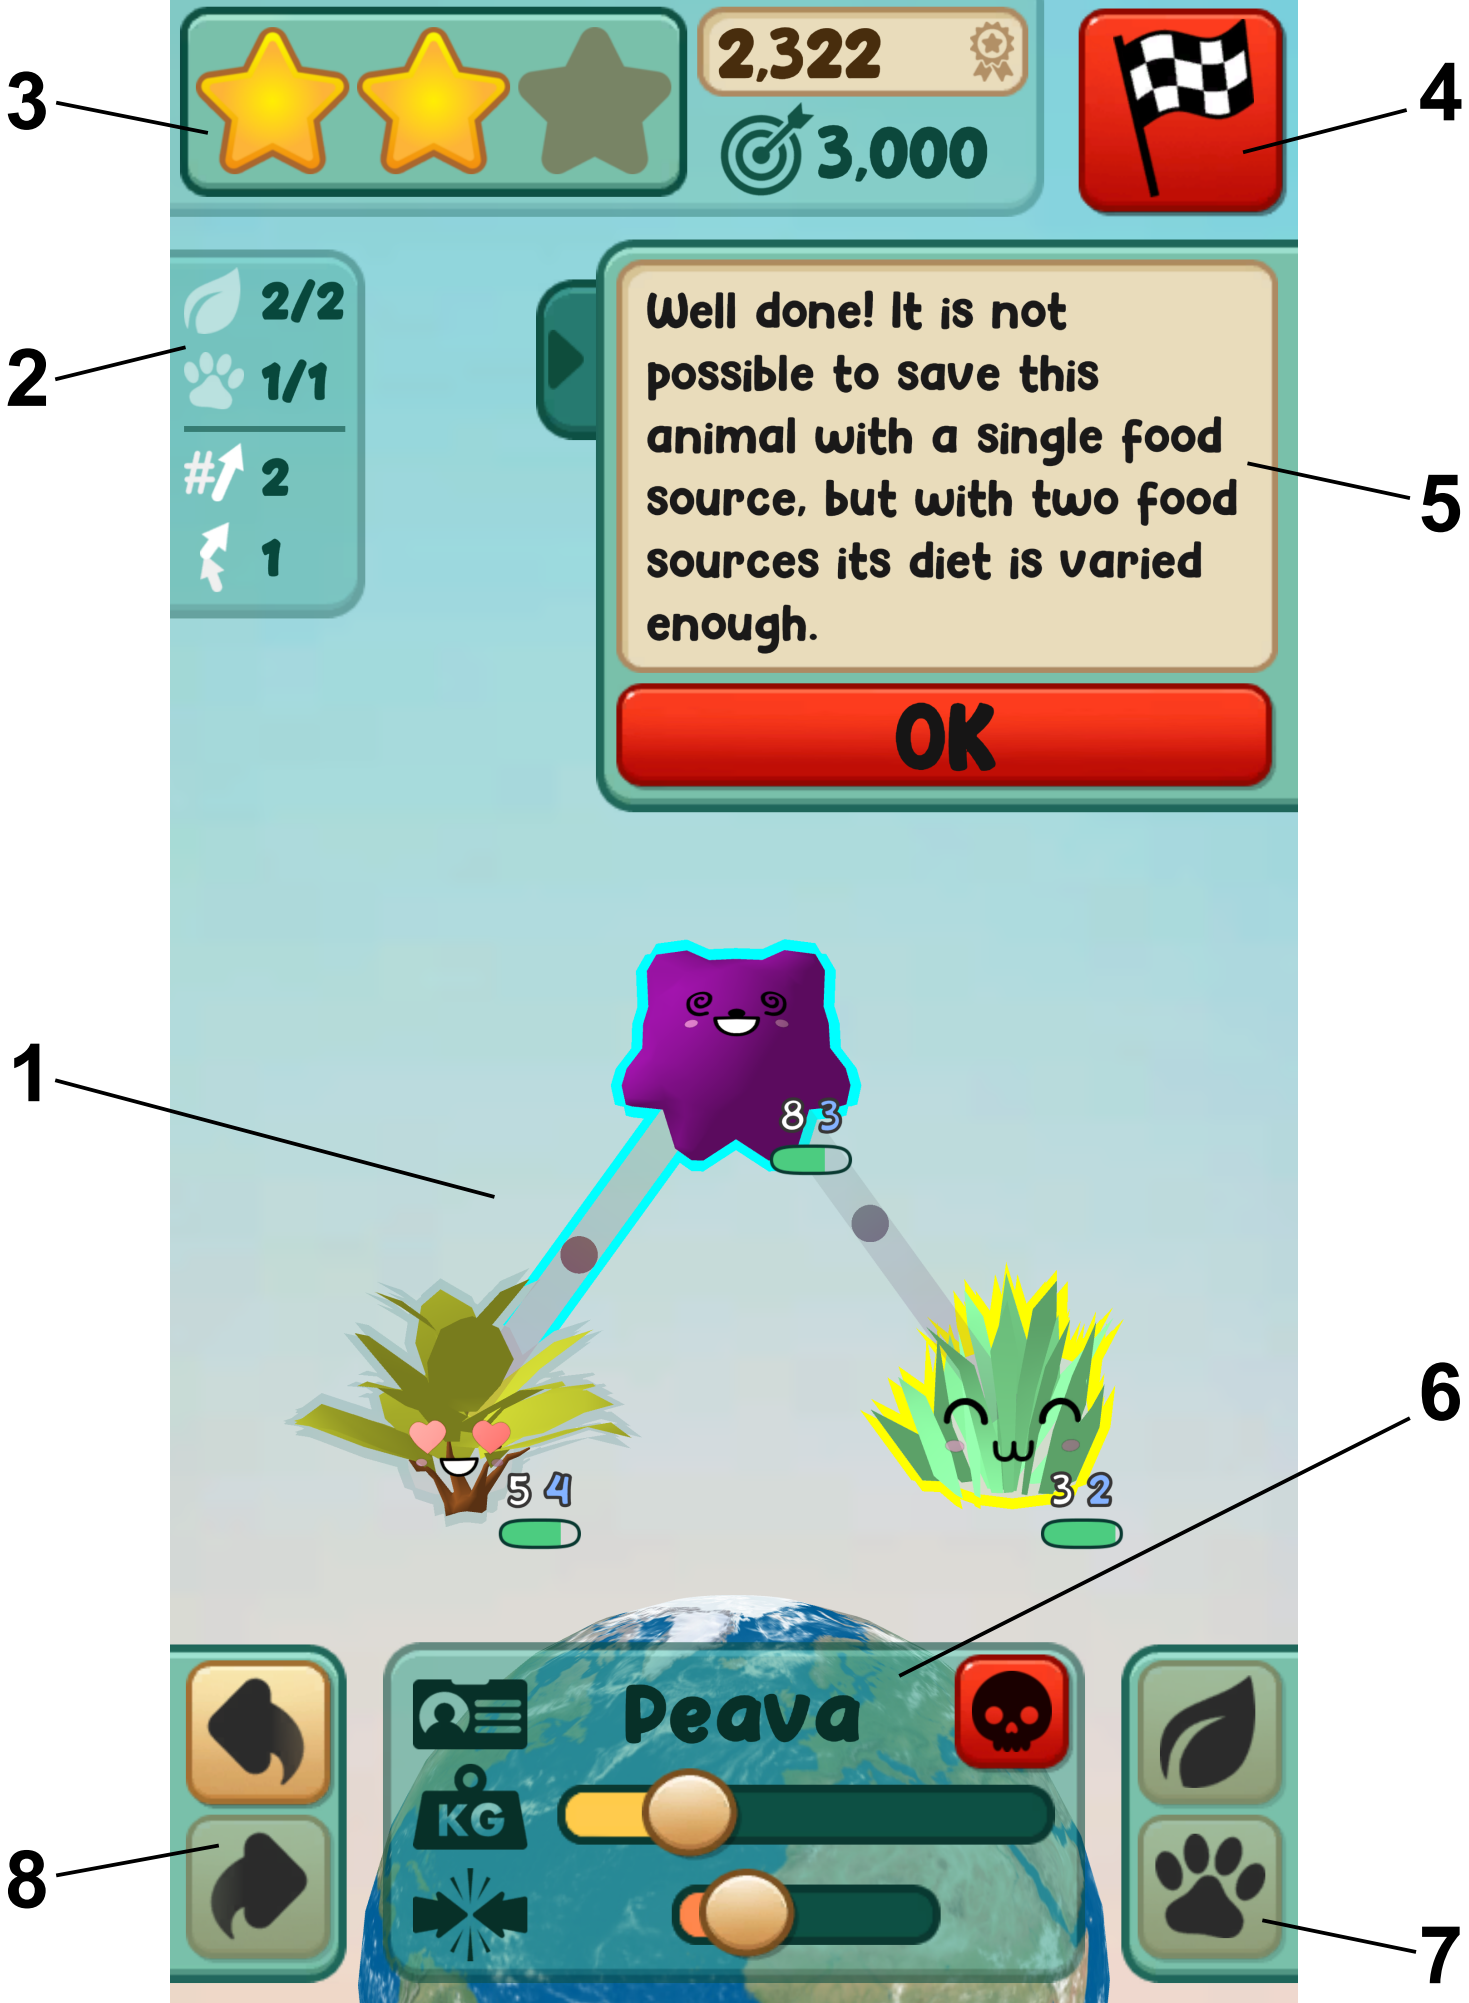 3
2,322
3,000
4
2/2
1/1
# 2
1
2
Well done! It is not
possible to save this
animal with a single food
source, but with two food
sources its diet is varied
enough.
5
OK
1
8 3
5 4
3 2
6
Peava
KG
8
7